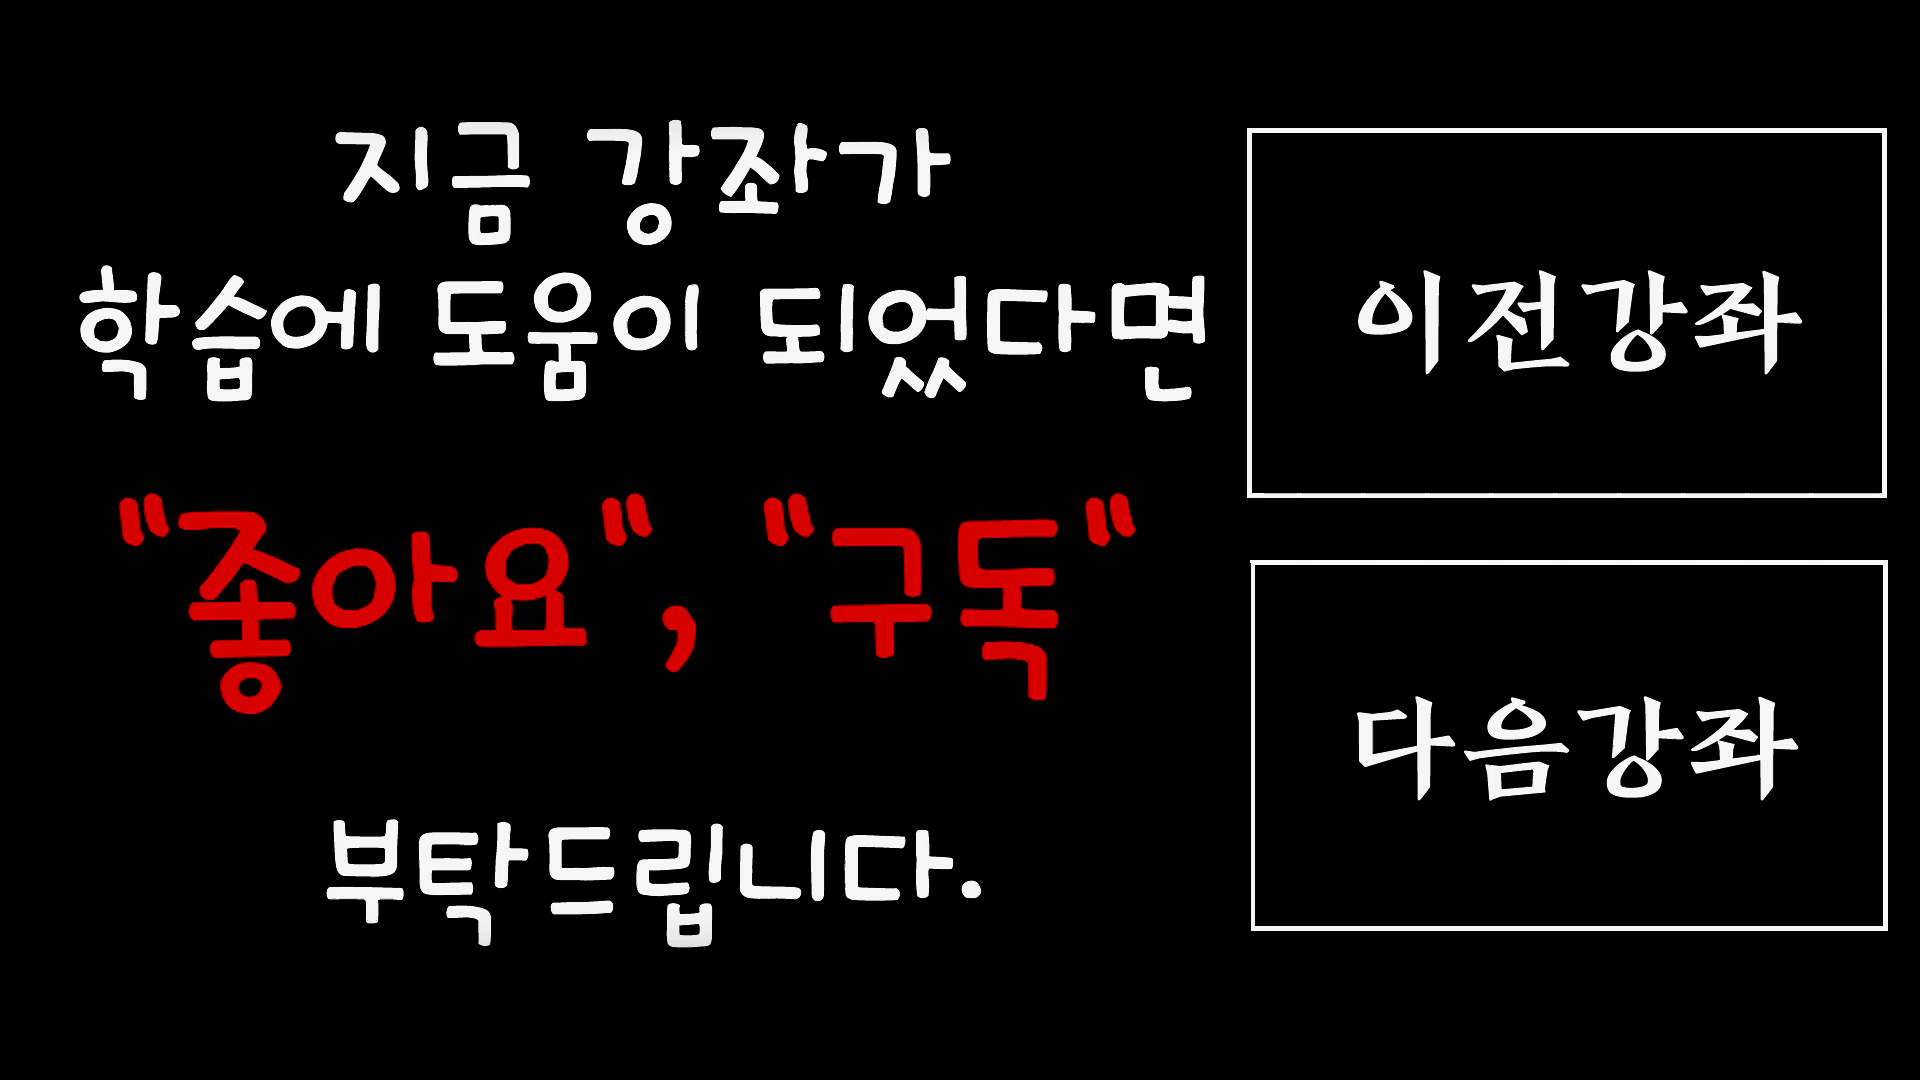 지금 강좌가
학습에 도움이 되었다면
"좋아요", "구독"
부탁드립니다.
이전강좌
다음강좌